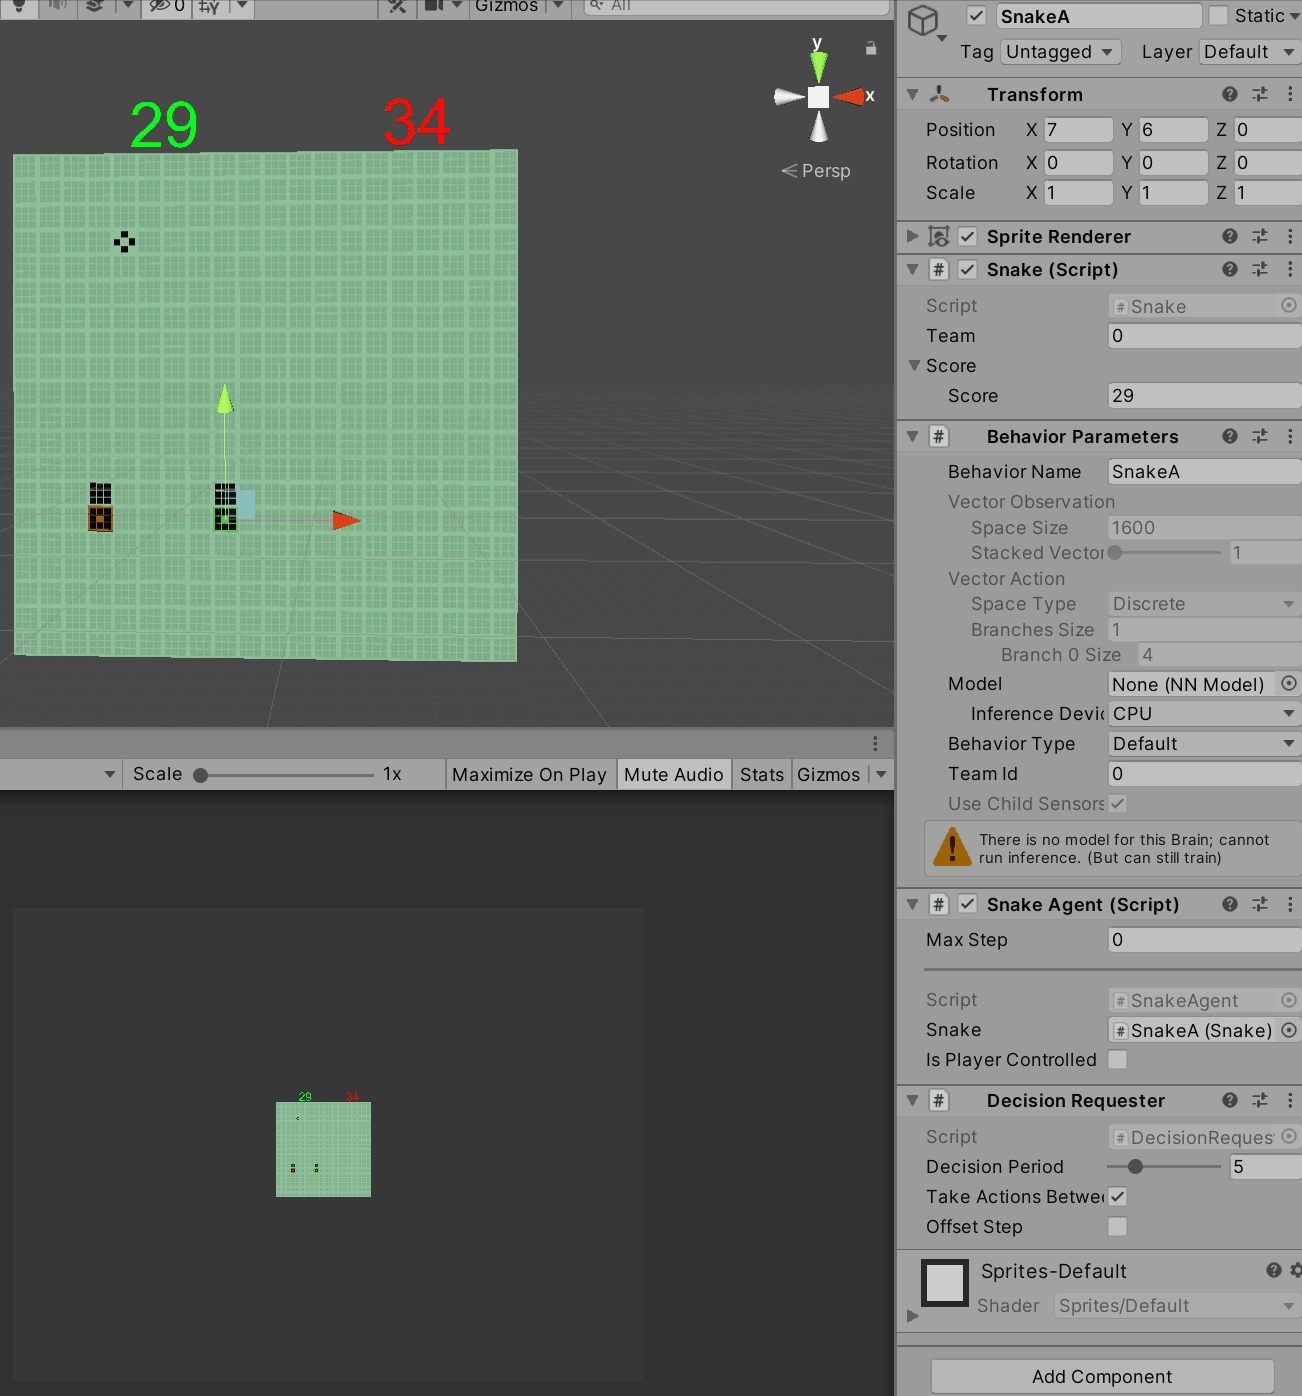 0
Gizmos
All
29
34
y
x
Persp
Scale
1x
Maximize On Play
Mute Audio
Stats
Gizmos
29
34
SnakeA
Static
Tag
Untagged
Layer
Default
Transform
Position
X 7
Y 6
Z 0
Rotation
X 0
Y 0
Z 0
Scale
X 1
Y 1
Z 1
Sprite Renderer
# Snake (Script)
Script
# Snake
Team
0
Score
Score
29
# Behavior Parameters
Behavior Name
SnakeA
Vector Observation
Space Size
1600
Stacked Vector
1
Vector Action
Space Type
Discrete
Branches Size
1
Branch 0 Size
4
Model
None (NN Model)
Inference Devic
CPU
Behavior Type
Default
Team Id
0
Use Child Sensors
There is no model for this Brain; cannot
run inference. (But can still train)
# Snake Agent (Script)
Max Step
0
Script
# SnakeAgent
Snake
# SnakeA (Snake)
Is Player Controlled
# Decision Requester
Script
# DecisionReques
Decision Period
5
Take Actions Betwee
Offset Step
Sprites-Default
Shader
Sprites/Default
Add Component